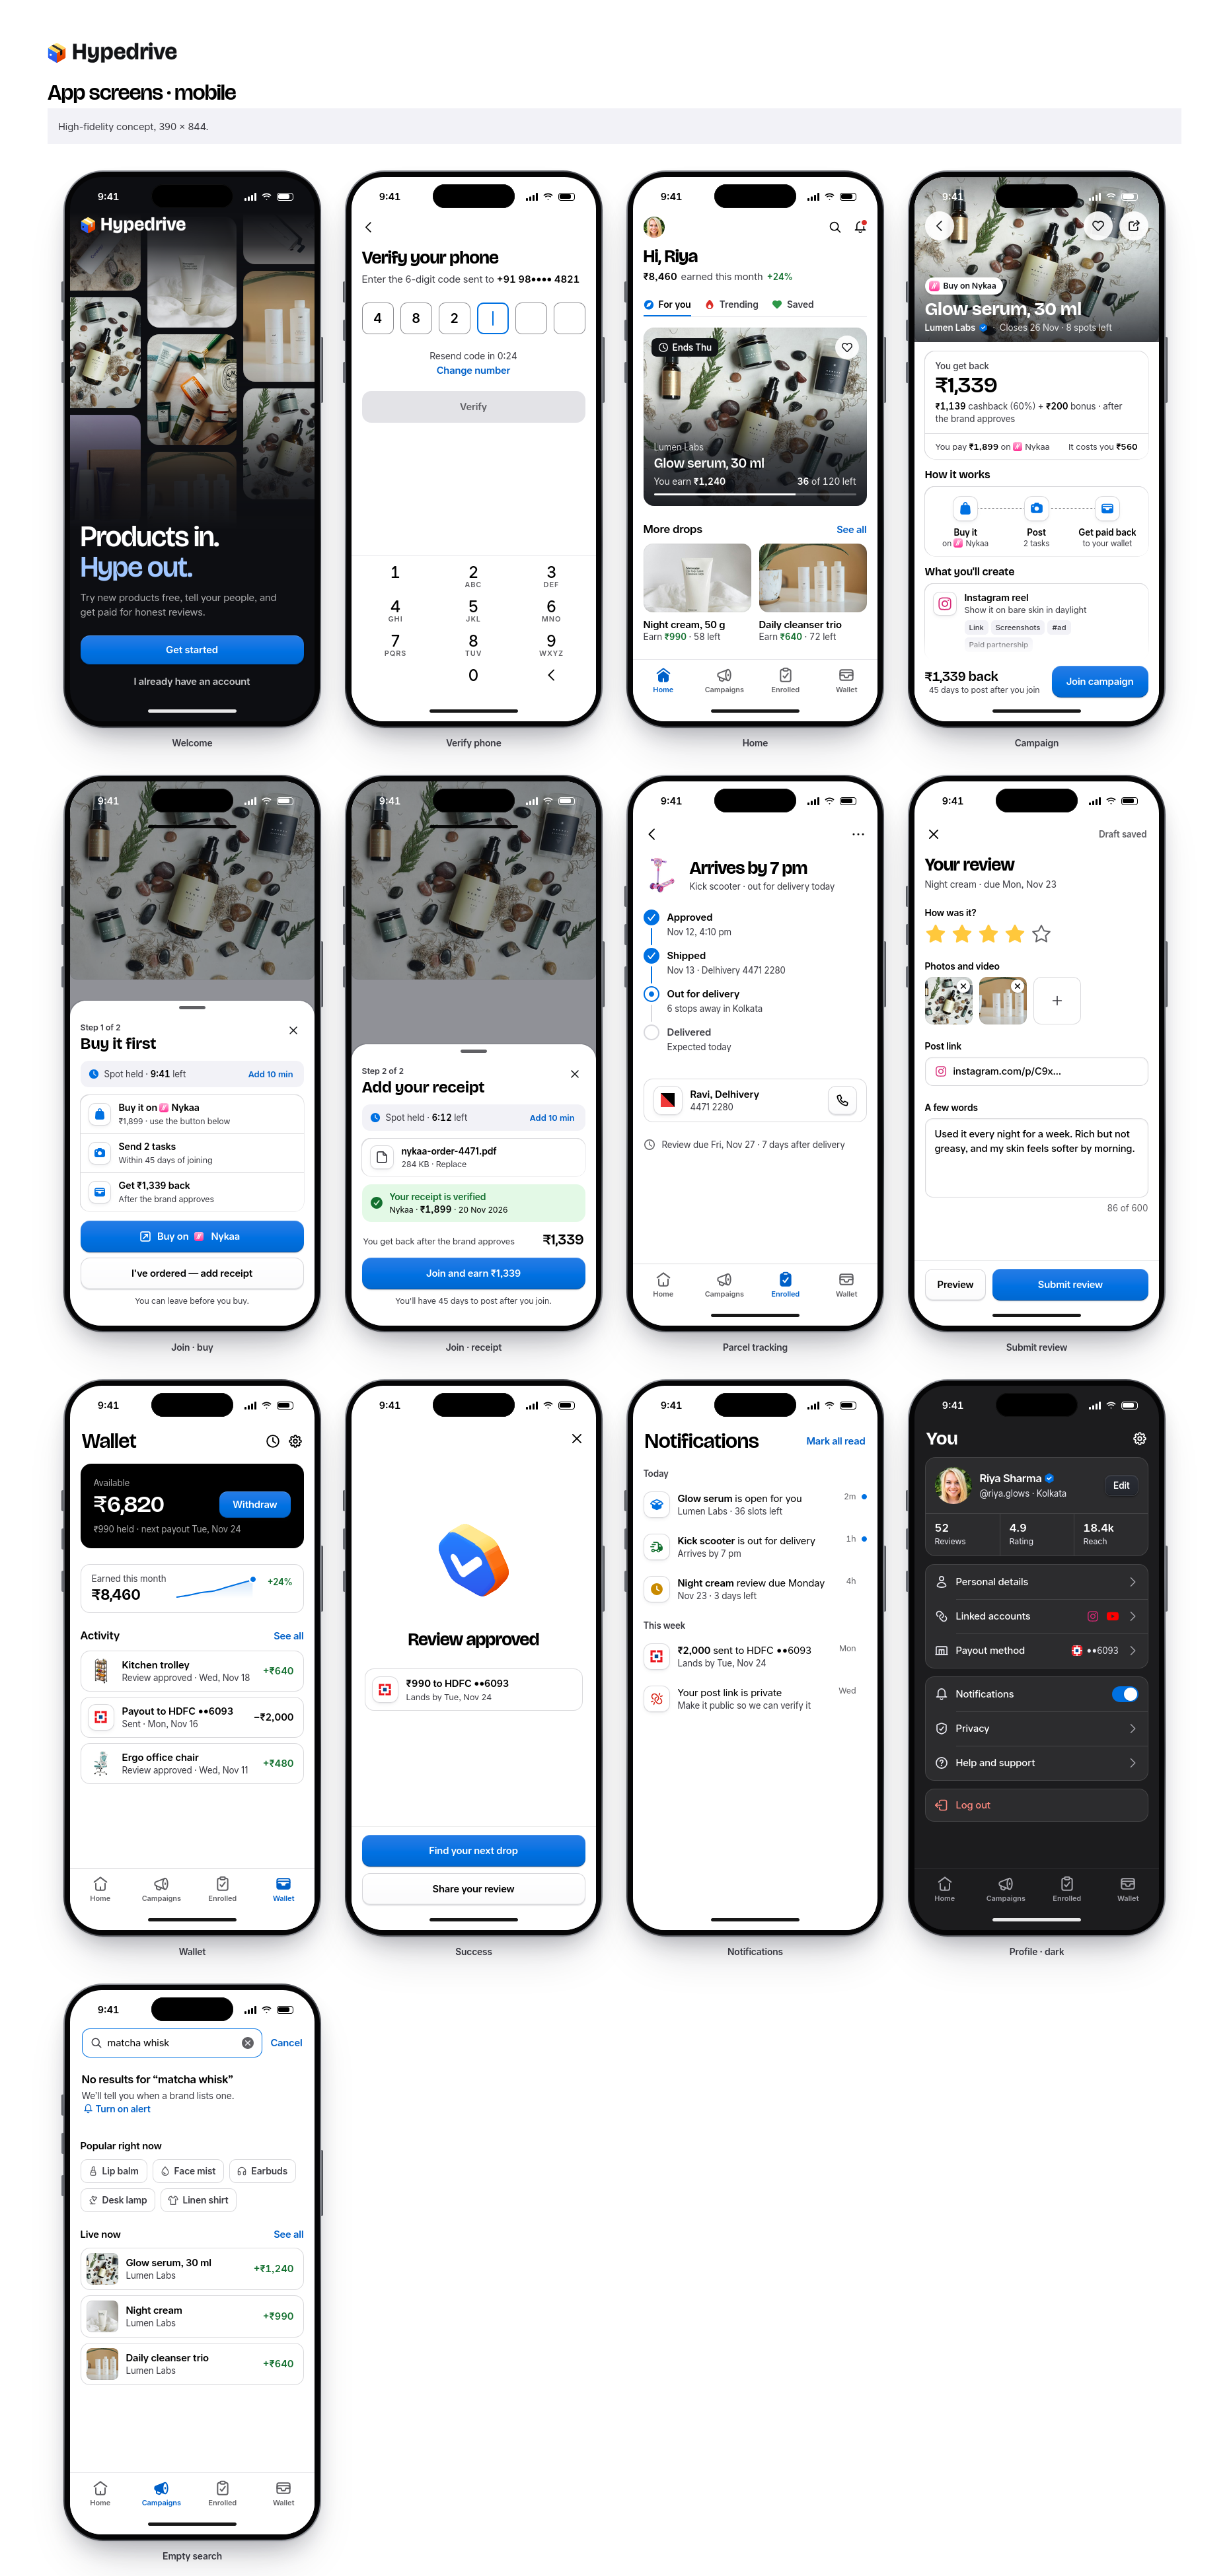 Hypedrive
App screens · mobile
High-fidelity concept, 390 × 844.
9:41
Hypedrive
Products in.
Hype out.
Try new products free, tell your people, and
get paid for honest reviews.
Get started
I already have an account
Welcome
9:41
Verify your phone
Enter the 6-digit code sent to +91 98•••• 4821
4 8 2
Resend code in 0:24
Change number
Verify
1 2 3
ABC DEF
4 5 6
GHI JKL MNO
7 8 9
PQRS TUV WXYZ
0
Verify phone
9:41
Hi, Riya
₹8,460 earned this month +24%
For you Trending Saved
Ends Thu
Lumen Labs
Glow serum, 30 ml
You earn ₹1,240 36 of 120 left
More drops See all
Night cream, 50 g Daily cleanser trio
Earn ₹990 · 58 left Earn ₹640 · 72 left
Home Campaigns Enrolled Wallet
Home
9:41
Buy on Nykaa
Glow serum, 30 ml
Lumen Labs Closes 26 Nov · 8 spots left
You get back
₹1,339
₹1,139 cashback (60%) + ₹200 bonus · after
the brand approves
You pay ₹1,899 on Nykaa It costs you ₹560
How it works
Buy it Post Get paid back
on Nykaa 2 tasks to your wallet
What you'll create
Instagram reel
Show it on bare skin in daylight
Link Screenshots #ad
Paid partnership
₹1,339 back
45 days to post after you join
Join campaign
Campaign
9:41
Step 1 of 2
Buy it first
Spot held · 9:41 left Add 10 min
Buy it on Nykaa
₹1,899 · use the button below
Send 2 tasks
Within 45 days of joining
Get ₹1,339 back
After the brand approves
Buy on Nykaa
I've ordered — add receipt
You can leave before you buy.
Join · buy
9:41
Step 2 of 2
Add your receipt
Spot held · 6:12 left Add 10 min
nykaa-order-4471.pdf
284 KB · Replace
Your receipt is verified
Nykaa · ₹1,899 · 20 Nov 2026
You get back after the brand approves ₹1,339
Join and earn ₹1,339
You'll have 45 days to post after you join.
Join · receipt
9:41
Arrives by 7 pm
Kick scooter · out for delivery today
Approved
Nov 12, 4:10 pm
Shipped
Nov 13 · Delhivery 4471 2280
Out for delivery
6 stops away in Kolkata
Delivered
Expected today
Ravi, Delhivery
4471 2280
Review due Fri, Nov 27 · 7 days after delivery
Home Campaigns Enrolled Wallet
Parcel tracking
9:41
Draft saved
Your review
Night cream · due Mon, Nov 23
How was it?
Photos and video
Post link
instagram.com/p/C9x...
A few words
Used it every night for a week. Rich but not
greasy, and my skin feels softer by morning.
86 of 600
Preview Submit review
Submit review
9:41
Wallet
Available
₹6,820
Withdraw
₹990 held · next payout Tue, Nov 24
Earned this month
₹8,460
+24%
Activity See all
Kitchen trolley
Review approved · Wed, Nov 18
+₹640
Payout to HDFC ••6093
Sent · Mon, Nov 16
−₹2,000
Ergo office chair
Review approved · Wed, Nov 11
+₹480
Home Campaigns Enrolled Wallet
Wallet
9:41
Review approved
₹990 to HDFC ••6093
Lands by Tue, Nov 24
Find your next drop
Share your review
Success
9:41
Notifications Mark all read
Today
Glow serum is open for you
Lumen Labs · 36 slots left
2m
Kick scooter is out for delivery
Arrives by 7 pm
1h
Night cream review due Monday
Nov 23 · 3 days left
4h
This week
₹2,000 sent to HDFC ••6093
Lands by Tue, Nov 24
Mon
Your post link is private
Make it public so we can verify it
Wed
Notifications
9:41
You
Riya Sharma
@riya.glows · Kolkata
Edit
52 4.9 18.4k
Reviews Rating Reach
Personal details
Linked accounts
Payout method ••6093
Notifications
Privacy
Help and support
Log out
Home Campaigns Enrolled Wallet
Profile · dark
9:41
matcha whisk Cancel
No results for “matcha whisk”
We'll tell you when a brand lists one.
Turn on alert
Popular right now
Lip balm Face mist Earbuds
Desk lamp Linen shirt
Live now See all
Glow serum, 30 ml
Lumen Labs
+₹1,240
Night cream
Lumen Labs
+₹990
Daily cleanser trio
Lumen Labs
+₹640
Home Campaigns Enrolled Wallet
Empty search